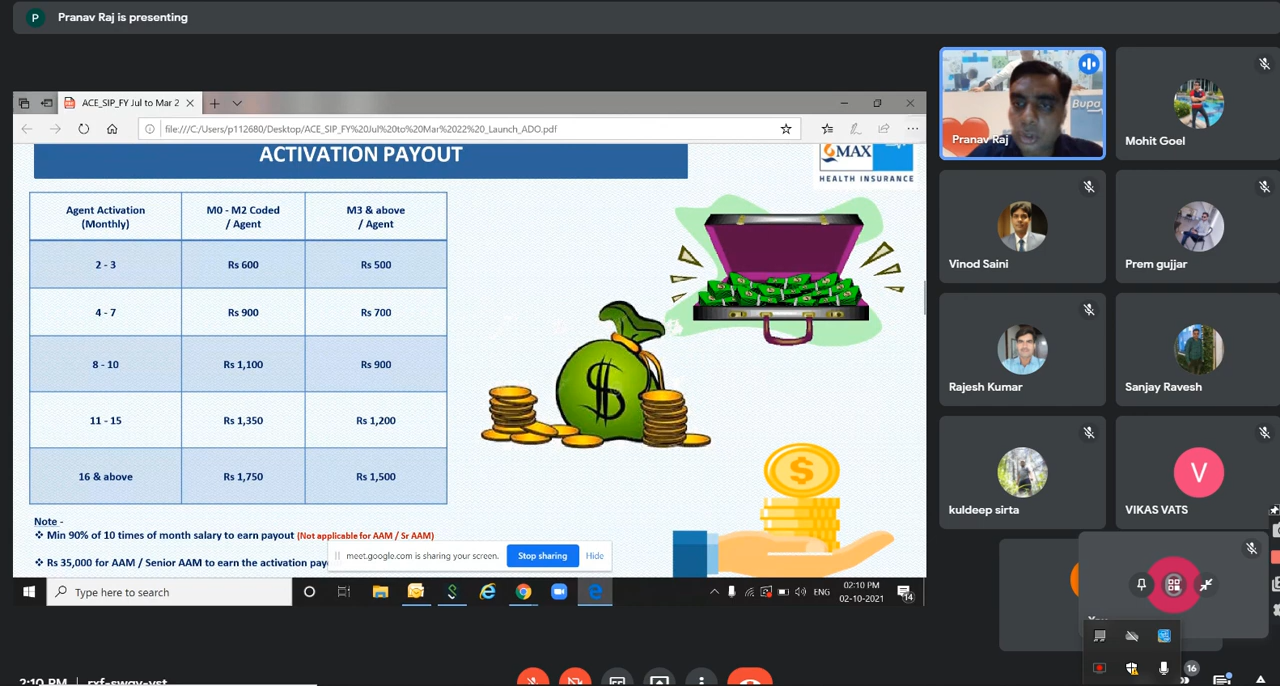 P Pranav Raj is presenting
ACE_SIP_FY Jul to Mar 2
file:///C:/Users/p112680/Desktop/ACE_SIP_FY%20Jul%20to%20Mar%2022%20_Launch_ADO.pdf
ACTIVATION PAYOUT
MAX
HEALTH INSURANCE
Agent Activation
(Monthly)
M0 - M2 Coded
/ Agent
M3 & above
/ Agent
2 - 3 Rs 600 Rs 500
4 - 7 Rs 900 Rs 700
8 - 10 Rs 1,100 Rs 900
11 - 15 Rs 1,350 Rs 1,200
16 & above Rs 1,750 Rs 1,500
Note -
❖ Min 90% of 10 times of month salary to earn payout (Not applicable for AAM / Sr AAM)
❖ Rs 35,000 for AAM / Senior AAM to earn the activation
meet.google.com is sharing your screen. Stop sharing Hide
Type here to search
ENG
02:10 PM
02-10-2021
14
Bupa
Pranav Raj
Mohit Goel
Vinod Saini
Prem gujjar
Rajesh Kumar
Sanjay Ravesh
kuldeep sirta
V
VIKAS VATS
16
2:10 PM